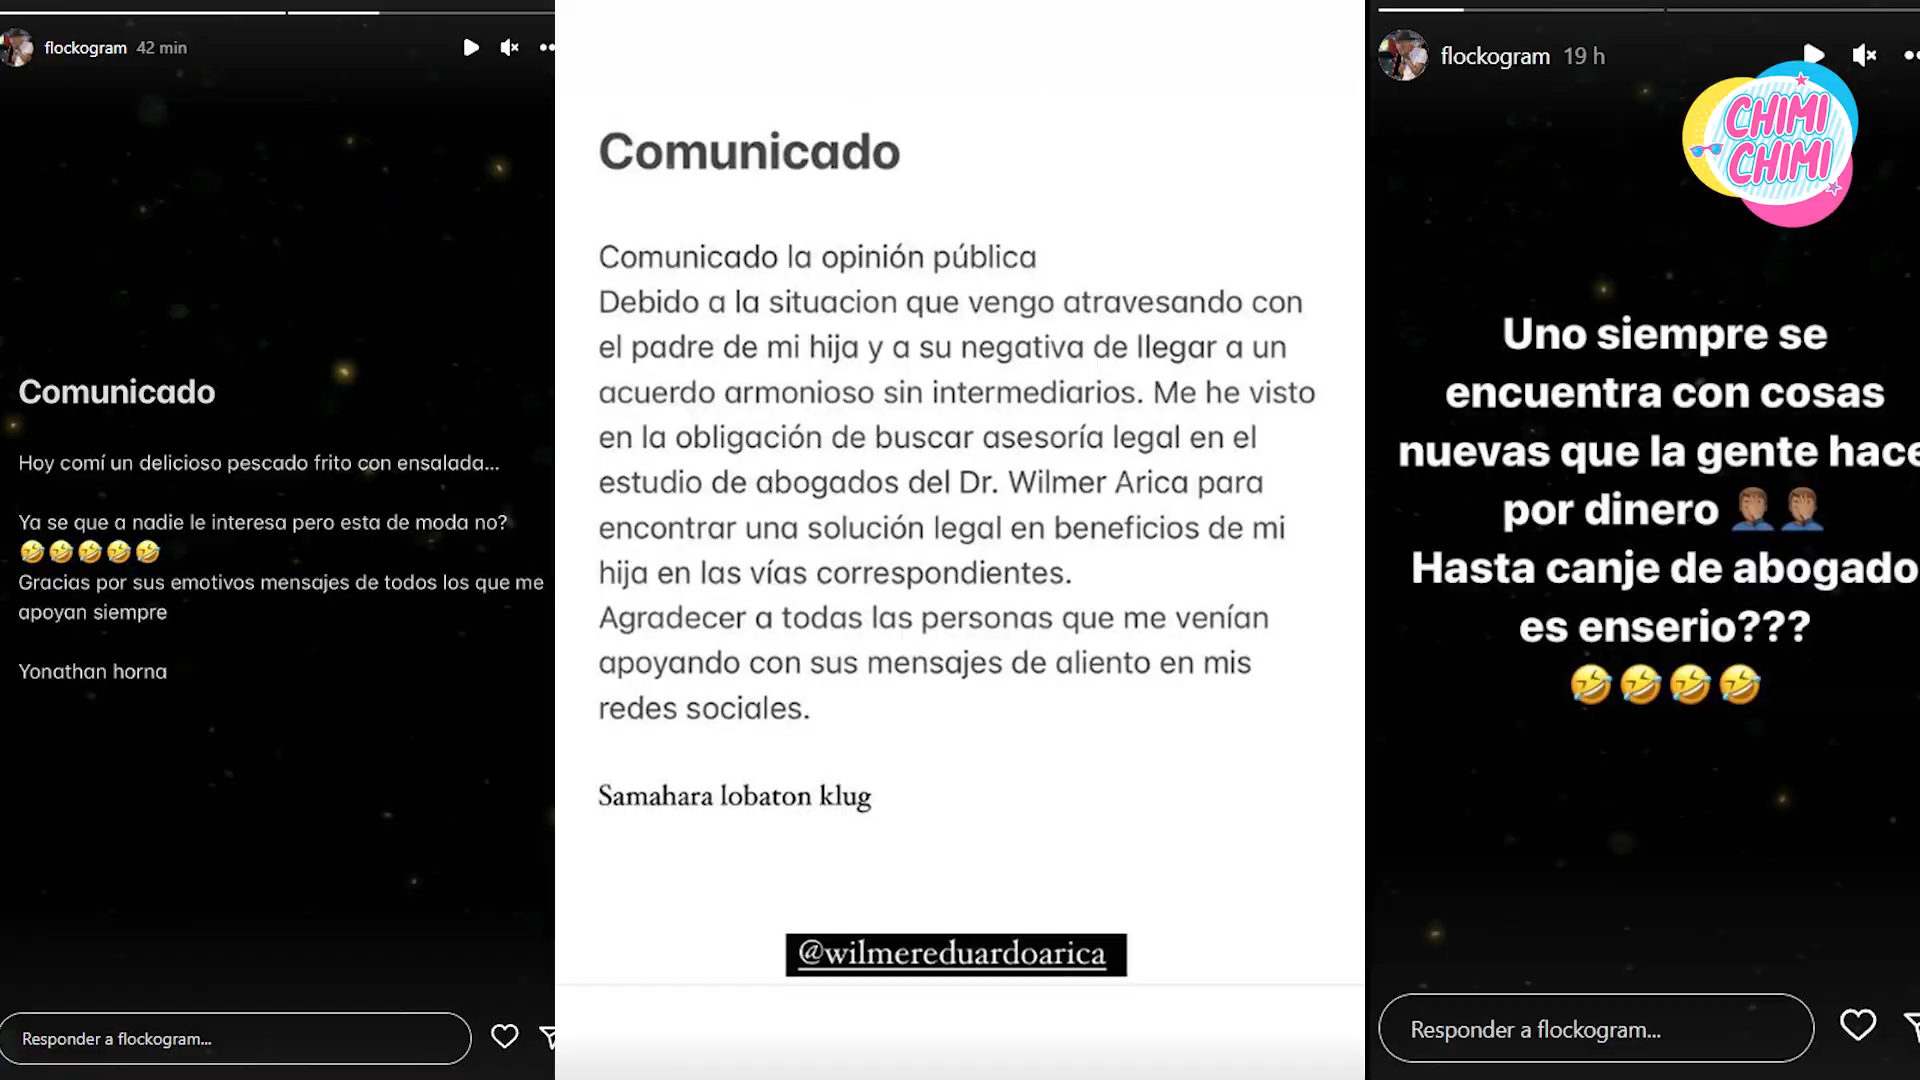 flockogram 42 min
Comunicado
Hoy comí un delicioso pescado frito con ensalada...
Ya se que a nadie le interesa pero esta de moda no?
🤣🤣🤣🤣🤣
Gracias por sus emotivos mensajes de todos los que me
apoyan siempre
Yonathan horna
Responder a flockogram...
Comunicado
Comunicado la opinión pública
Debido a la situacion que vengo atravesando con
el padre de mi hija y a su negativa de llegar a un
acuerdo armonioso sin intermediarios. Me he visto
en la obligación de buscar asesoría legal en el
estudio de abogados del Dr. Wilmer Arica para
encontrar una solución legal en beneficios de mi
hija en las vías correspondientes.
Agradecer a todas las personas que me venían
apoyando con sus mensajes de aliento en mis
redes sociales.
Samahara lobaton klug
@wilmereduardoarica
flockogram 19 h
CHIMI
CHIMI
Uno siempre se
encuentra con cosas
nuevas que la gente hace
por dinero 🤦🏽‍♂️🤦🏽‍♂️
Hasta canje de abogado
es enserio???
🤣🤣🤣🤣
Responder a flockogram...